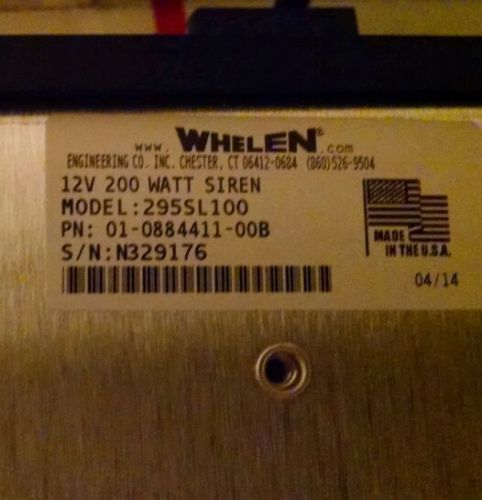 www. WHELEN® .com
ENGINEERING CO. INC. CHESTER, CT 06412-0684 (860)526-9504
12V 200 WATT SIREN
MODEL:295SL100
PN: 01-0884411-00B
S/N:N329176
MADE
IN THE U.S.A.
04/14